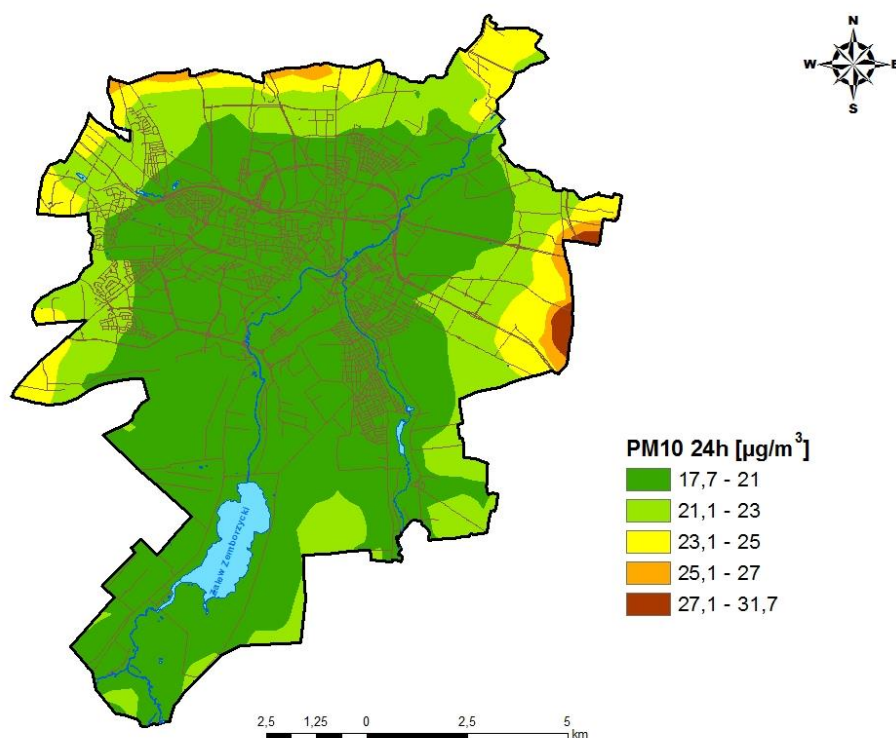 N
W E
S
PM10 24h [µg/m³]
17,7 - 21
21,1 - 23
23,1 - 25
25,1 - 27
27,1 - 31,7
Zalew Zemborzycki
2,5 1,25 0 2,5 5
km